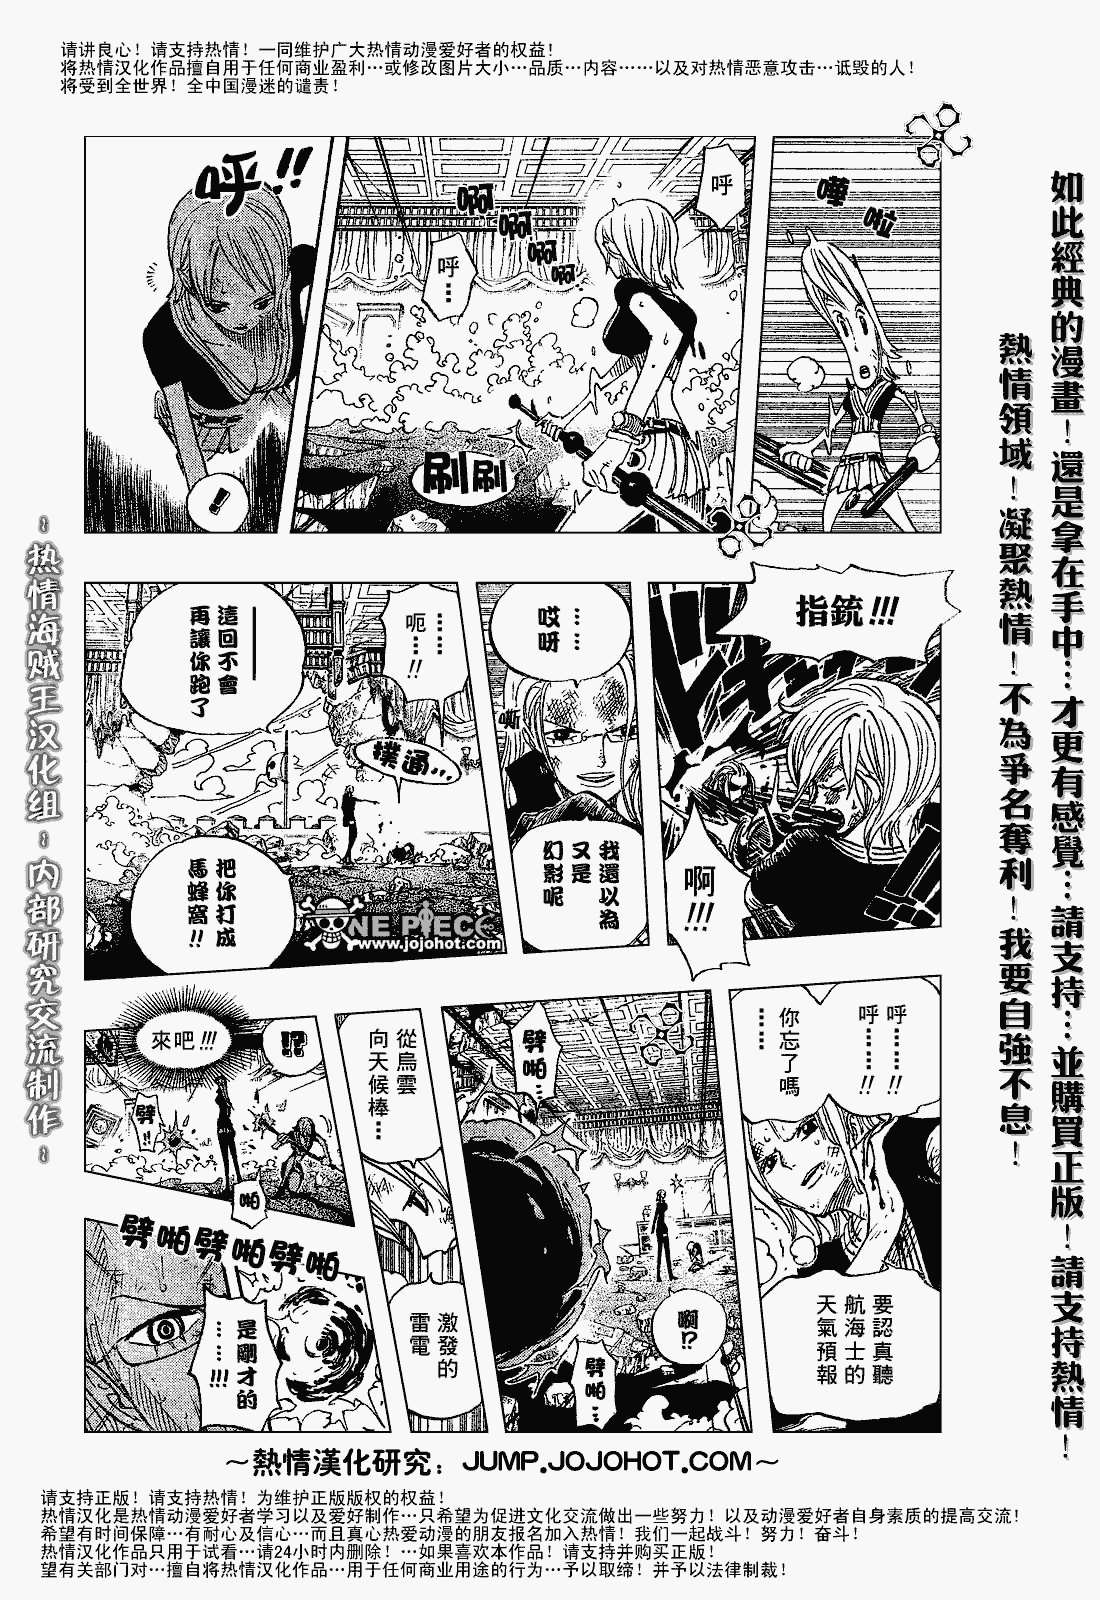 请讲良心！请支持热情！一同维护广大热情动漫爱好者的权益！
将热情汉化作品擅自用于任何商业盈利…或修改图片大小…品质…内容……以及对热情恶意攻击…诋毁的人！
将受到全世界！全中国漫迷的谴责！
如此經典的漫畫！還是拿在手中…才更有感覺…請支持…並購買正版！請支持熱情！
熱情領域！凝聚熱情！不為爭名奪利！我要自強不息！
~热情海贼王汉化组~内部研究交流制作~
嘩
啦
呼
啊
啊
啊
啊…
呼
……
刷刷
呼!!
!
指銃!!!
啊
!!!
……
哎呀
嘶
我還以為
又是
幻影呢
……
呃…!!
撲通…
這回不會
再讓你跑了
把你打成
馬蜂窩!!
ONE PIECE
www.jojohot.com
呼……!!
呼……!!
你忘了嗎
……
要認真聽
航海士的
天氣預報
劈啪…
啊!?
劈啪…
從烏雲
向天候棒…
激發的
雷電
!?
來吧!!!
劈!!
啪
劈啪劈啪劈啪
是剛才的
……!!!
～熱情漢化研究：JUMP.JOJOHOT.COM～
请支持正版！请支持热情！为维护正版版权的权益！
热情汉化是热情动漫爱好者学习以及爱好制作…只希望为促进文化交流做出一些努力！以及动漫爱好者自身素质的提高交流！
希望有时间保障…有耐心及信心…而且真心热爱动漫的朋友报名加入热情！我们一起战斗！努力！奋斗！
热情汉化作品只用于试看…请24小时内删除！…如果喜欢本作品！请支持并购买正版！
望有关部门对…擅自将热情汉化作品…用于任何商业用途的行为…予以取缔！并予以法律制裁！